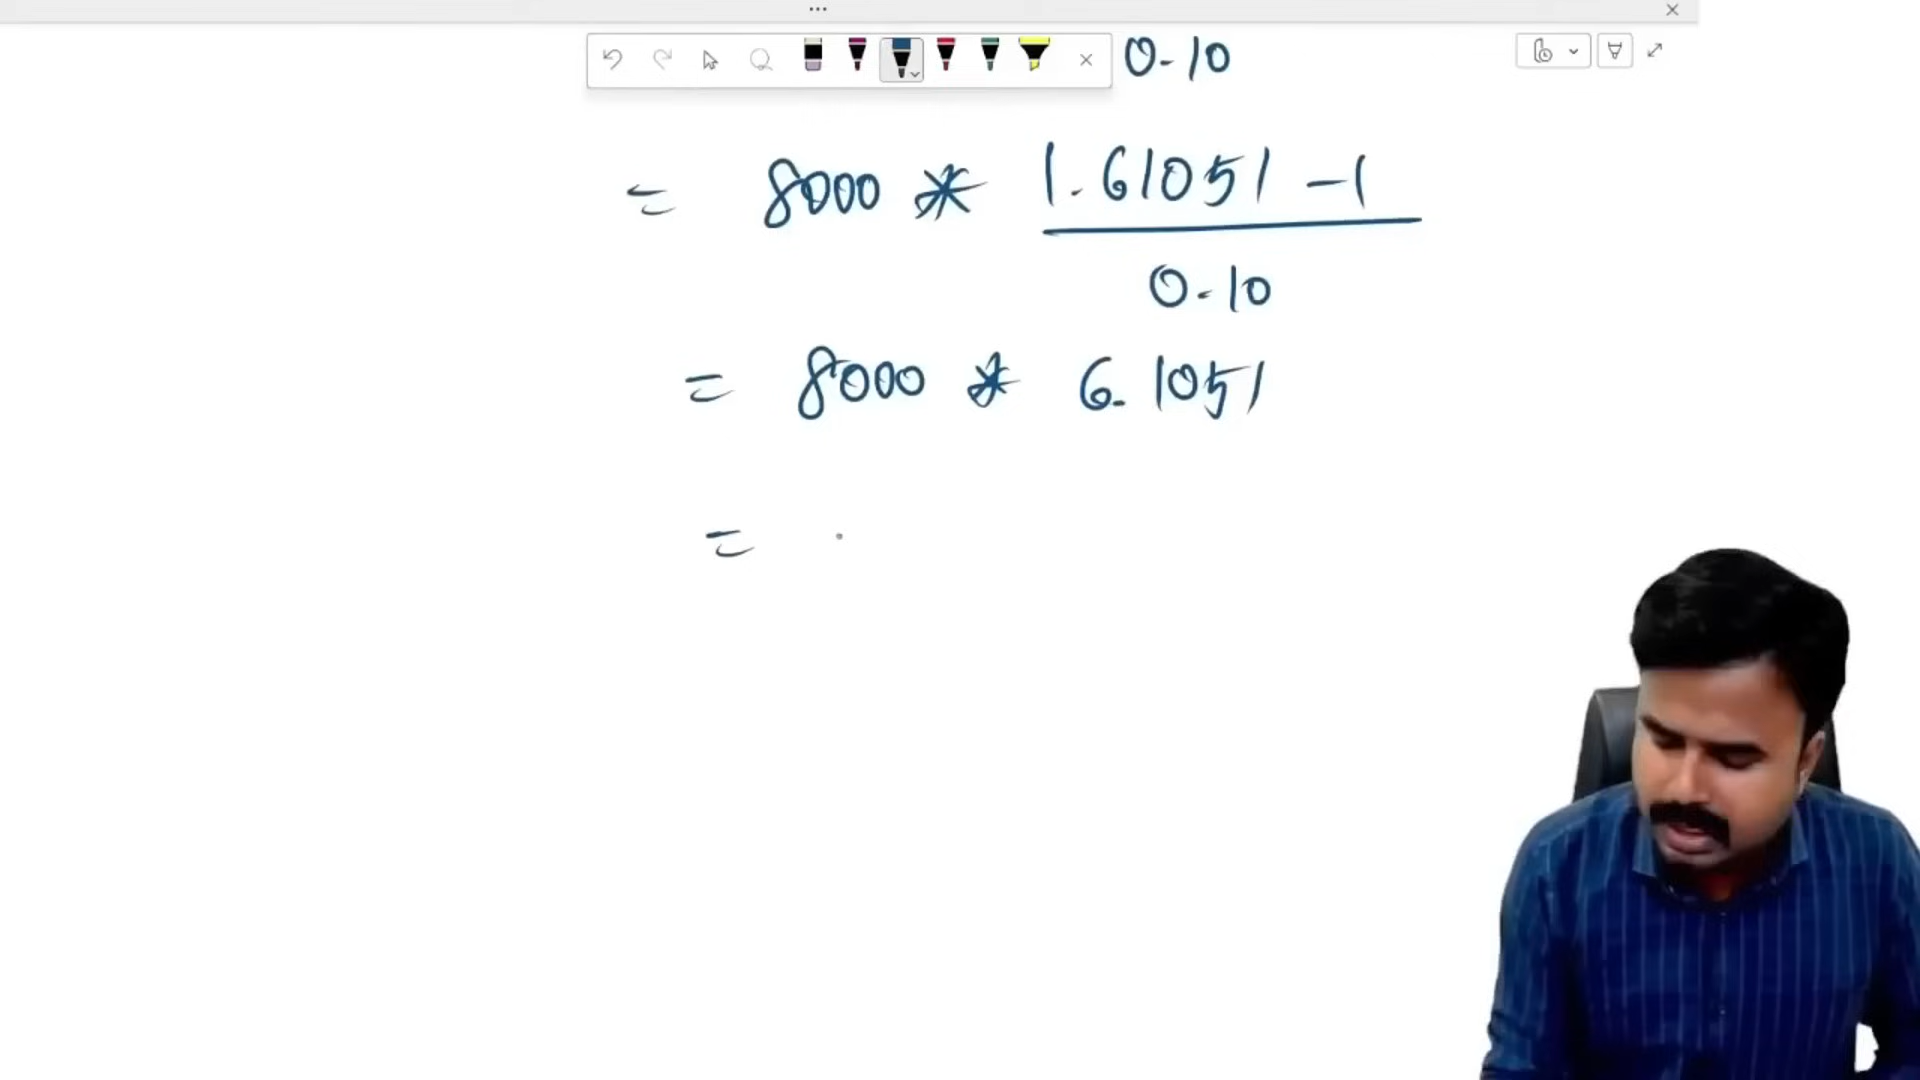 0.10
= 8000 * 1.61051 - 1
0.10
= 8000 * 6.1051
=